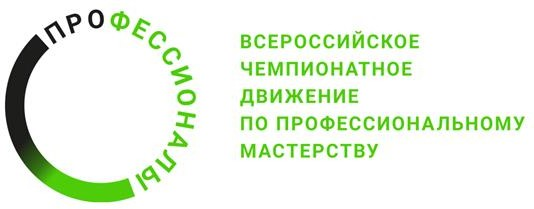 ПРОФЕССИОНАЛЫ
ВСЕРОССИЙСКОЕ
ЧЕМПИОНАТНОЕ
ДВИЖЕНИЕ
ПО ПРОФЕССИОНАЛЬНОМУ
МАСТЕРСТВУ